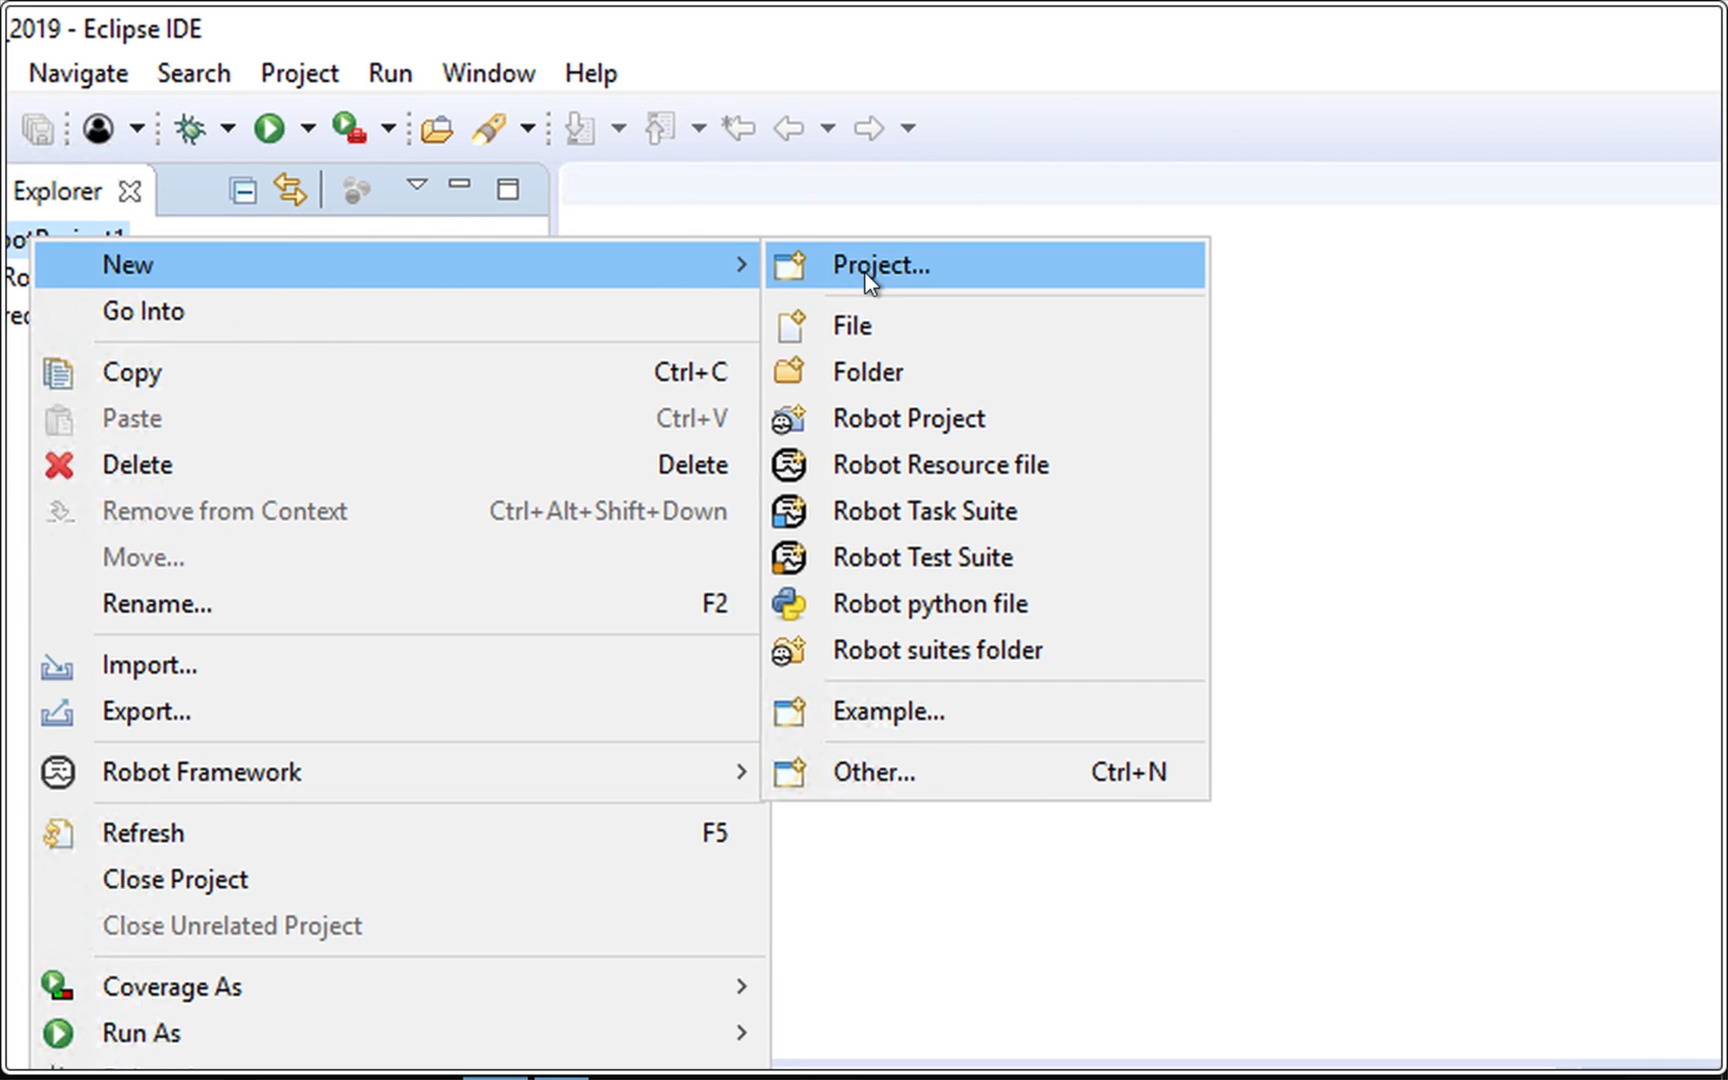 2019 - Eclipse IDE
Navigate Search Project Run Window Help
Explorer
New
Go Into
Copy Ctrl+C
Paste Ctrl+V
Delete Delete
Remove from Context Ctrl+Alt+Shift+Down
Move...
Rename... F2
Import...
Export...
Robot Framework
Refresh F5
Close Project
Close Unrelated Project
Coverage As
Run As
Project...
File
Folder
Robot Project
Robot Resource file
Robot Task Suite
Robot Test Suite
Robot python file
Robot suites folder
Example...
Other... Ctrl+N